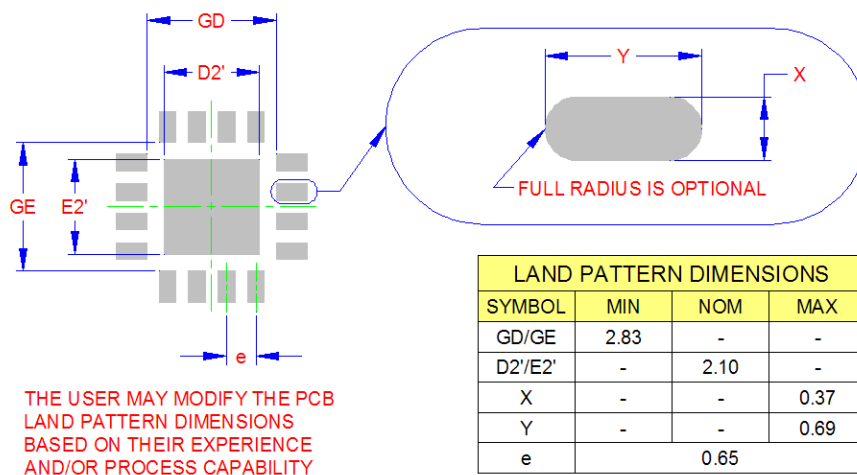 GD
D2'
GE
E2'
e
Y
X
FULL RADIUS IS OPTIONAL
THE USER MAY MODIFY THE PCB
LAND PATTERN DIMENSIONS
BASED ON THEIR EXPERIENCE
AND/OR PROCESS CAPABILITY
LAND PATTERN DIMENSIONS
SYMBOL MIN NOM MAX
GD/GE 2.83 - -
D2'/E2' - 2.10 -
X - - 0.37
Y - - 0.69
e 0.65